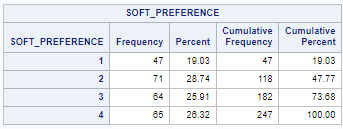 SOFT_PREFERENCE
SOFT_PREFERENCE Frequency Percent Cumulative Frequency Cumulative Percent
1 47 19.03 47 19.03
2 71 28.74 118 47.77
3 64 25.91 182 73.68
4 65 26.32 247 100.00